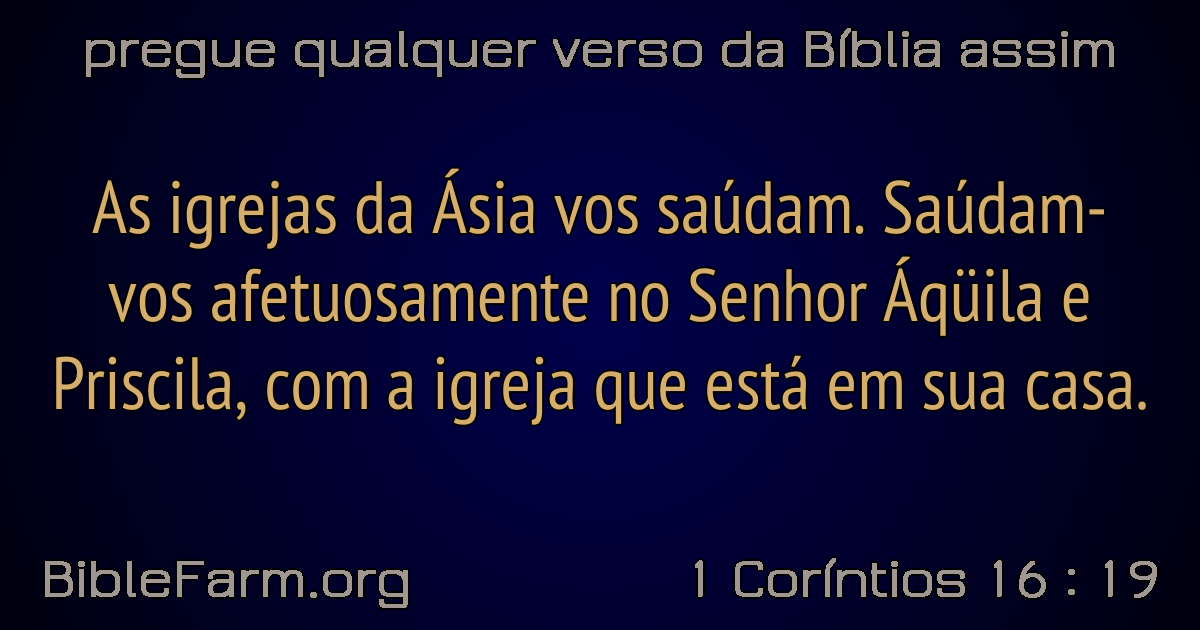 pregue qualquer verso da Bíblia assim
As igrejas da Ásia vos saúdam. Saúdam-
vos afetuosamente no Senhor Áqüila e
Priscila, com a igreja que está em sua casa.
BibleFarm.org
1 Coríntios 16 : 19